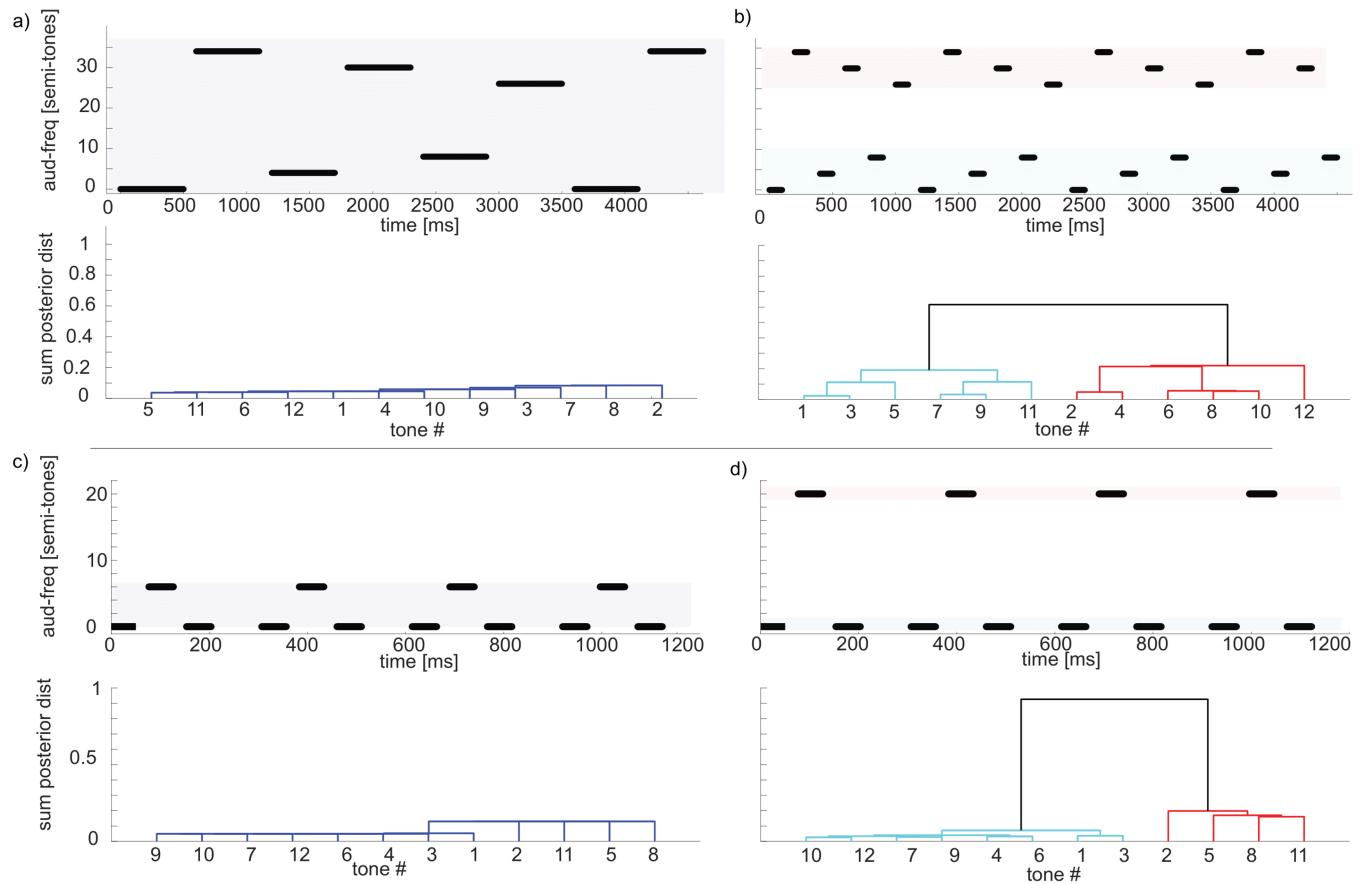 a)
aud-freq [semi-tones]
30
20
10
0
0 500 1000 1500 2000 2500 3000 3500 4000
time [ms]
sum posterior dist
1
0.8
0.6
0.4
0.2
0
5 11 6 12 1 4 10 9 3 7 8 2
tone #
b)
0 500 1000 1500 2000 2500 3000 3500 4000
time [ms]
1 3 5 7 9 11 2 4 6 8 10 12
tone #
c)
aud-freq [semi-tones]
20
10
0
0 200 400 600 800 1000 1200
time [ms]
sum posterior dist
1
0.5
0
9 10 7 12 6 4 3 1 2 11 5 8
tone #
d)
0 200 400 600 800 1000 1200
time [ms]
10 12 7 9 4 6 1 3 2 5 8 11
tone #